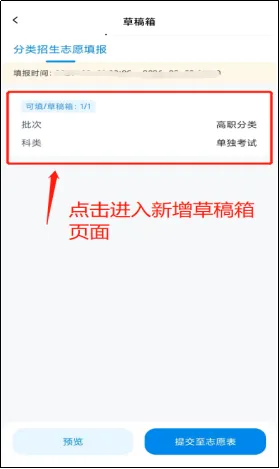 草稿箱
分类招生志愿填报
填报时间：
可填/草稿箱：1/1
批次 高职分类
科类 单独考试
点击进入新增草稿箱
页面
预览
提交至志愿表